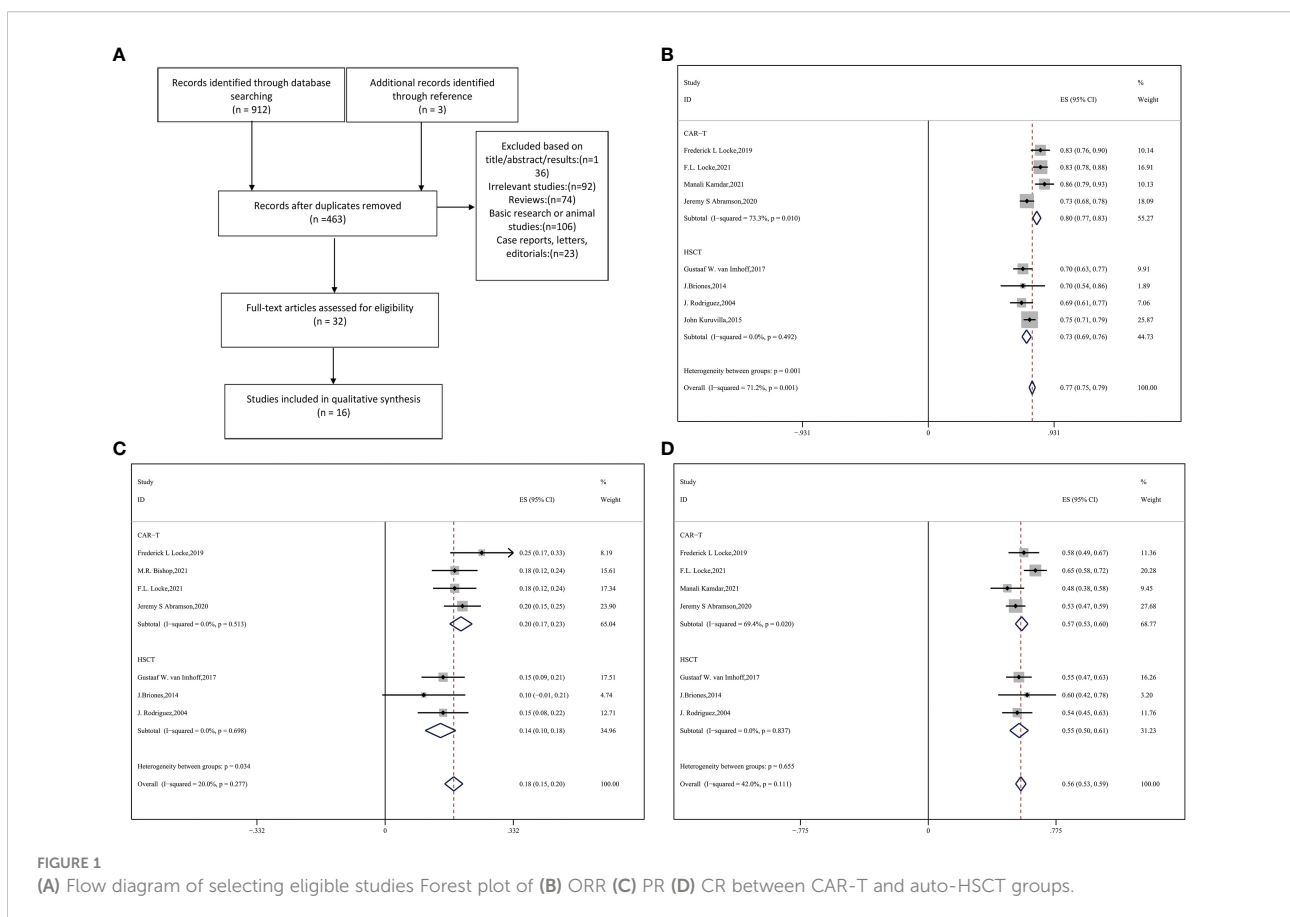 A
Records identified through database
searching
(n = 912)
Additional records identified
through reference
(n = 3)
Excluded based on
title/abstract/results:(n=1
36)
Irrelevant studies:(n=92)
Reviews:(n=74)
Basic research or animal
studies:(n=106)
Case reports, letters,
editorials:(n=23)
Records after duplicates removed
(n =463)
Full-text articles assessed for eligibility
(n = 32)
Studies included in qualitative synthesis
(n = 16)
B
Study %
ID ES (95% CI) Weight
CAR−T
Frederick L Locke,2019 0.83 (0.76, 0.90) 10.14
F.L. Locke,2021 0.83 (0.78, 0.88) 16.91
Manali Kamdar,2021 0.86 (0.79, 0.93) 10.13
Jeremy S Abramson,2020 0.73 (0.68, 0.78) 18.09
Subtotal (I−squared = 73.3%, p = 0.010) 0.80 (0.77, 0.83) 55.27
HSCT
Gustaaf W. van Imhoff,2017 0.70 (0.63, 0.77) 9.91
J.Briones,2014 0.70 (0.54, 0.86) 1.89
J. Rodriguez,2004 0.69 (0.61, 0.77) 7.06
John Kuruvilla,2015 0.75 (0.71, 0.79) 25.87
Subtotal (I−squared = 0.0%, p = 0.492) 0.73 (0.69, 0.76) 44.73
Heterogeneity between groups: p = 0.001
Overall (I−squared = 71.2%, p = 0.001) 0.77 (0.75, 0.79) 100.00
−.931 0 .931
C
Study %
ID ES (95% CI) Weight
CAR−T
Frederick L Locke,2019 0.25 (0.17, 0.33) 8.19
M.R. Bishop,2021 0.18 (0.12, 0.24) 15.61
F.L. Locke,2021 0.18 (0.12, 0.24) 17.34
Jeremy S Abramson,2020 0.20 (0.15, 0.25) 23.90
Subtotal (I−squared = 0.0%, p = 0.513) 0.20 (0.17, 0.23) 65.04
HSCT
Gustaaf W. van Imhoff,2017 0.15 (0.09, 0.21) 17.51
J.Briones,2014 0.10 (−0.01, 0.21) 4.74
J. Rodriguez,2004 0.15 (0.08, 0.22) 12.71
Subtotal (I−squared = 0.0%, p = 0.698) 0.14 (0.10, 0.18) 34.96
Heterogeneity between groups: p = 0.034
Overall (I−squared = 20.0%, p = 0.277) 0.18 (0.15, 0.20) 100.00
−.332 0 .332
D
Study %
ID ES (95% CI) Weight
CAR−T
Frederick L Locke,2019 0.58 (0.49, 0.67) 11.36
F.L. Locke,2021 0.65 (0.58, 0.72) 20.28
Manali Kamdar,2021 0.48 (0.38, 0.58) 9.45
Jeremy S Abramson,2020 0.53 (0.47, 0.59) 27.68
Subtotal (I−squared = 69.4%, p = 0.020) 0.57 (0.53, 0.60) 68.77
HSCT
Gustaaf W. van Imhoff,2017 0.55 (0.47, 0.63) 16.26
J.Briones,2014 0.60 (0.42, 0.78) 3.20
J. Rodriguez,2004 0.54 (0.45, 0.63) 11.76
Subtotal (I−squared = 0.0%, p = 0.837) 0.55 (0.50, 0.61) 31.23
Heterogeneity between groups: p = 0.655
Overall (I−squared = 42.0%, p = 0.111) 0.56 (0.53, 0.59) 100.00
−.775 0 .775
FIGURE 1
(A) Flow diagram of selecting eligible studies Forest plot of (B) ORR (C) PR (D) CR between CAR-T and auto-HSCT groups.